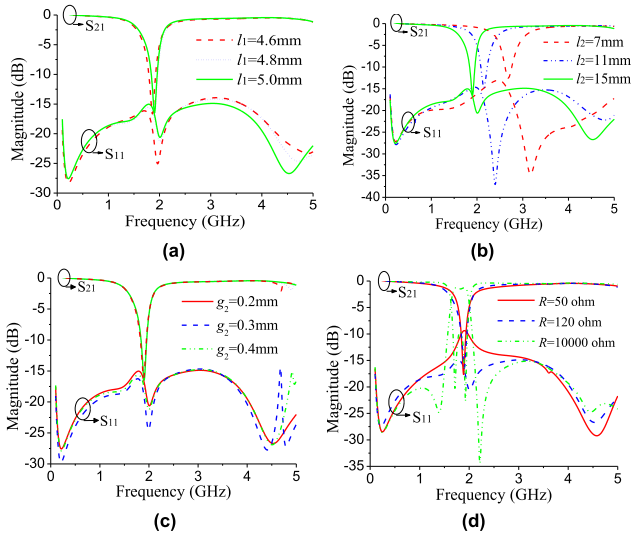 0
-5
-10
-15
-20
-25
-30
0
1
2
3
4
5
Magnitude (dB)
Frequency (GHz)
S21
S11
l1=4.6mm
l1=4.8mm
l1=5.0mm
(a)
0
-5
-10
-15
-20
-25
-30
-35
-40
0
1
2
3
4
5
Magnitude (dB)
Frequency (GHz)
S21
S11
l2=7mm
l2=11mm
l2=15mm
(b)
0
-5
-10
-15
-20
-25
-30
0
1
2
3
4
5
Magnitude (dB)
Frequency (GHz)
S21
S11
g2=0.2mm
g2=0.3mm
g2=0.4mm
(c)
0
-5
-10
-15
-20
-25
-30
-35
0
1
2
3
4
5
Magnitude (dB)
Frequency (GHz)
S21
S11
R=50 ohm
R=120 ohm
R=10000 ohm
(d)